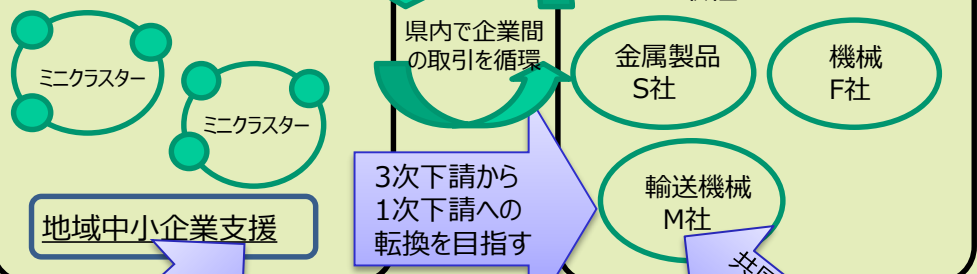 県内で企業間
の取引を循環
金属製品
S社
機械
F社
ミニクラスター
ミニクラスター
3次下請から
1次下請への
転換を目指す
輸送機械
M社
地域中小企業支援